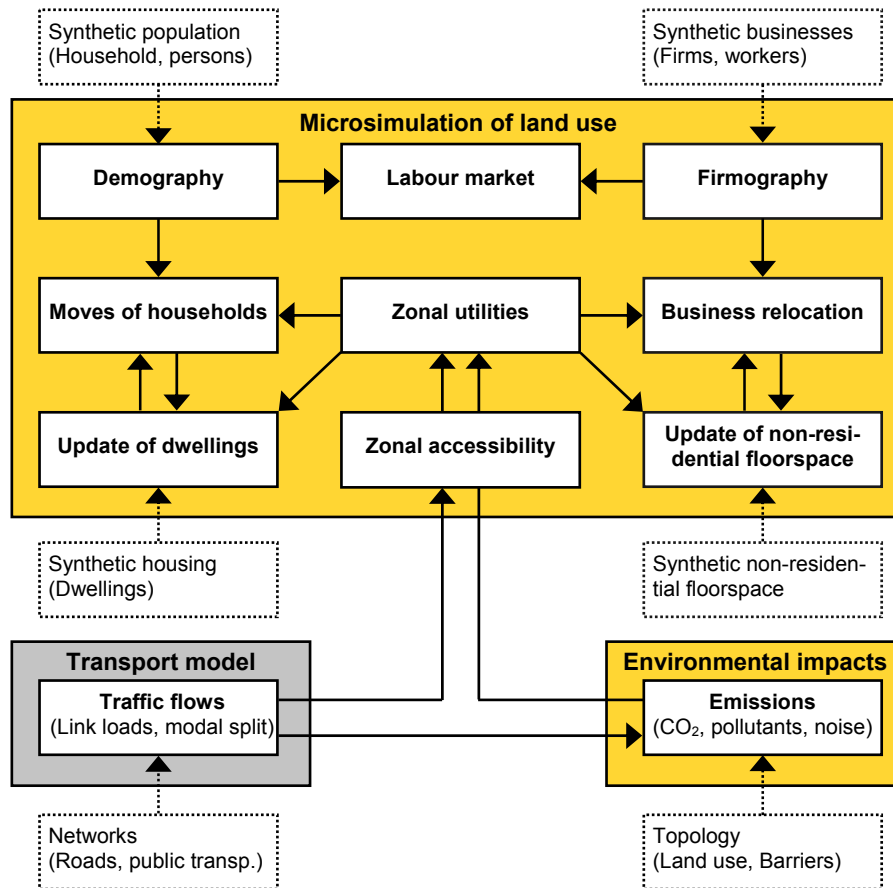 Synthetic population
(Household, persons)
Synthetic businesses
(Firms, workers)
Microsimulation of land use
Demography
Labour market
Firmography
Moves of households
Zonal utilities
Business relocation
Update of dwellings
Zonal accessibility
Update of non-resi-
dential floorspace
Synthetic housing
(Dwellings)
Synthetic non-residen-
tial floorspace
Transport model
Environmental impacts
Traffic flows
(Link loads, modal split)
Emissions
(CO₂, pollutants, noise)
Networks
(Roads, public transp.)
Topology
(Land use, Barriers)